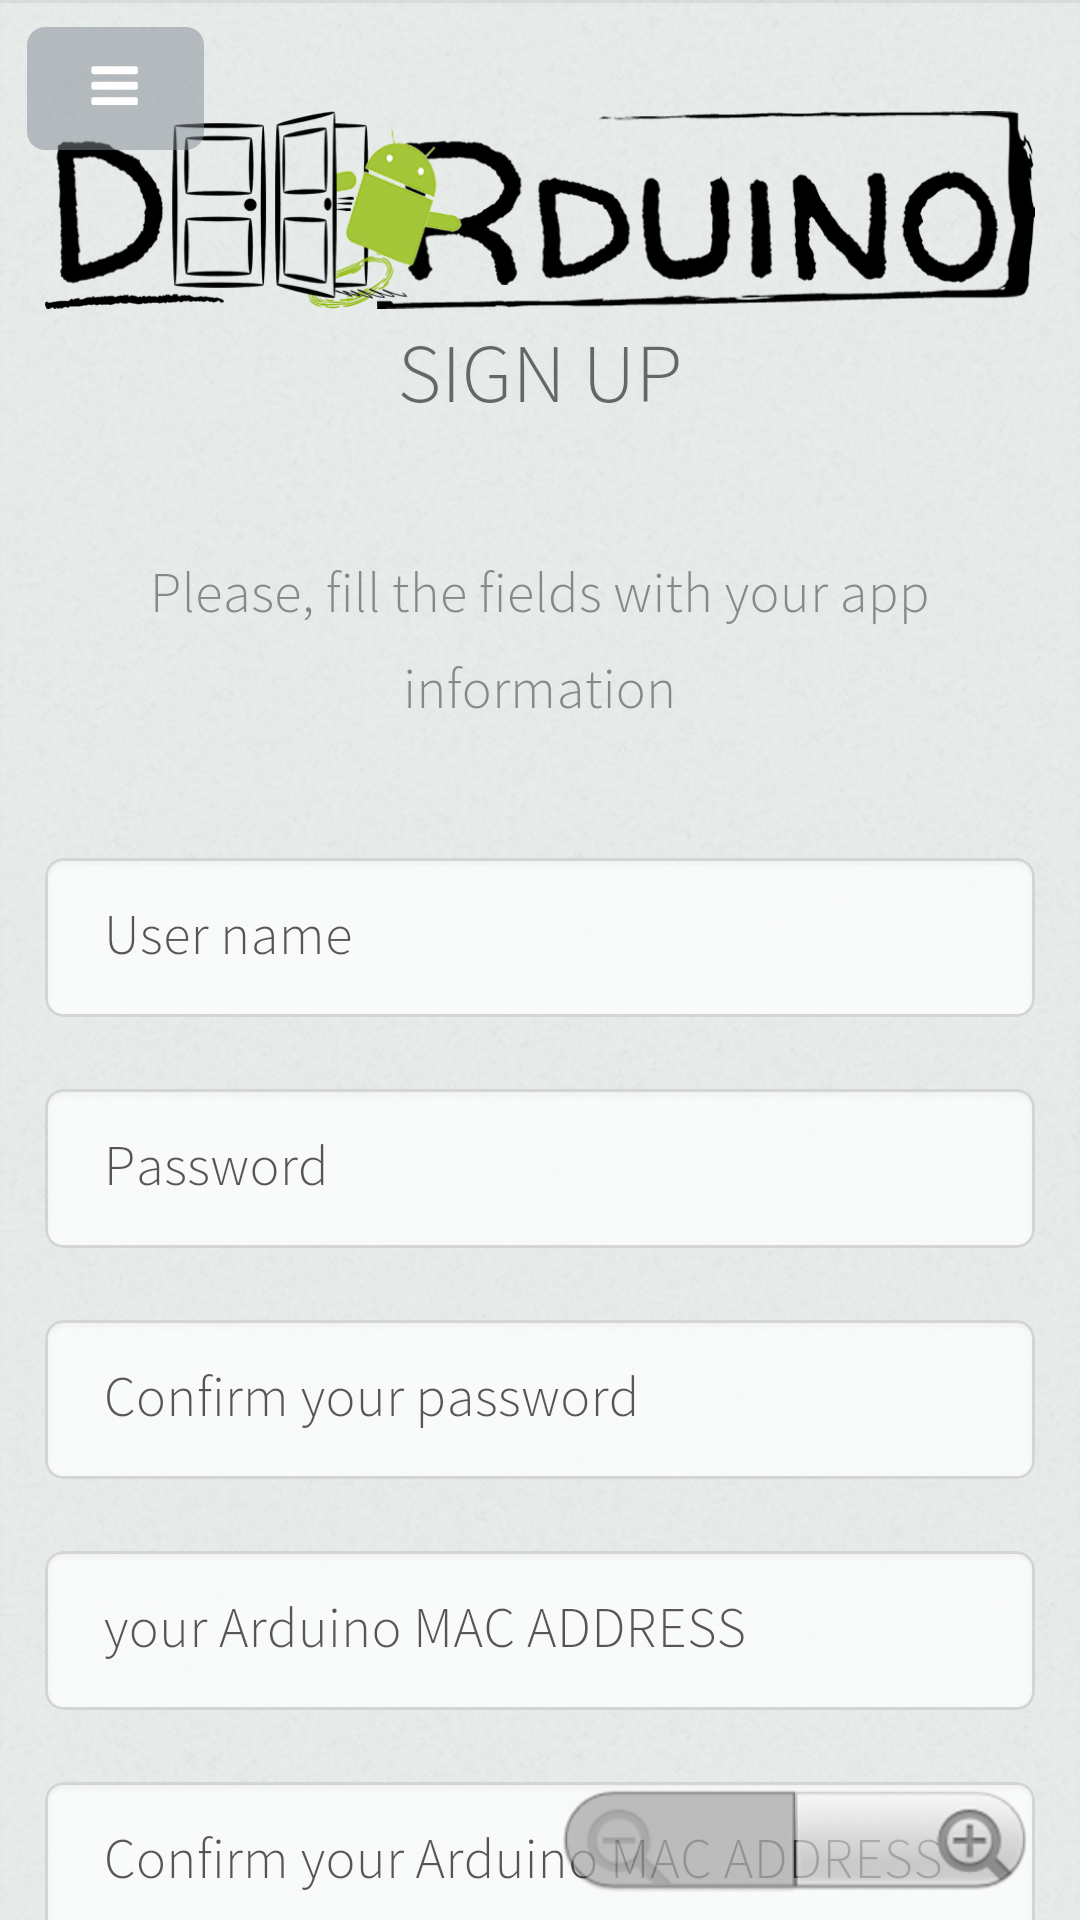 DOORDUINO
SIGN UP
Please, fill the fields with your app
information
User name
Password
Confirm your password
your Arduino MAC ADDRESS
Confirm your Arduino MAC ADDRESS